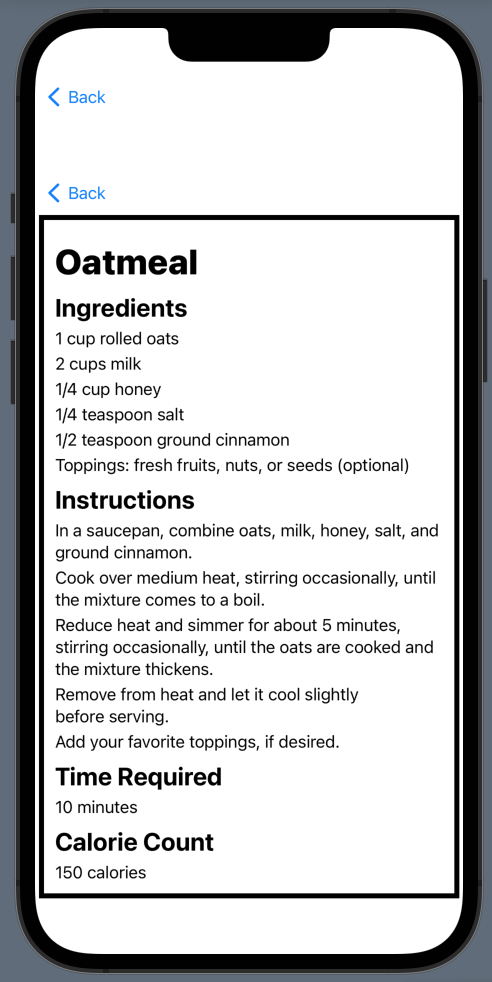 Back
Back
Oatmeal
Ingredients
1 cup rolled oats
2 cups milk
1/4 cup honey
1/4 teaspoon salt
1/2 teaspoon ground cinnamon
Toppings: fresh fruits, nuts, or seeds (optional)
Instructions
In a saucepan, combine oats, milk, honey, salt, and
ground cinnamon.
Cook over medium heat, stirring occasionally, until
the mixture comes to a boil.
Reduce heat and simmer for about 5 minutes,
stirring occasionally, until the oats are cooked and
the mixture thickens.
Remove from heat and let it cool slightly
before serving.
Add your favorite toppings, if desired.
Time Required
10 minutes
Calorie Count
150 calories